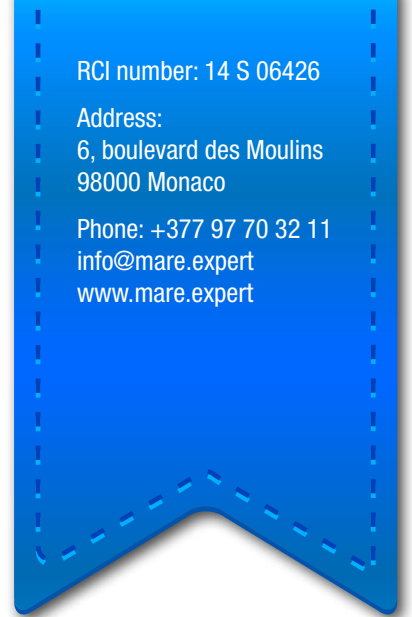 RCI number: 14 S 06426
Address:
6, boulevard des Moulins
98000 Monaco
Phone: +377 97 70 32 11
info@mare.expert
www.mare.expert